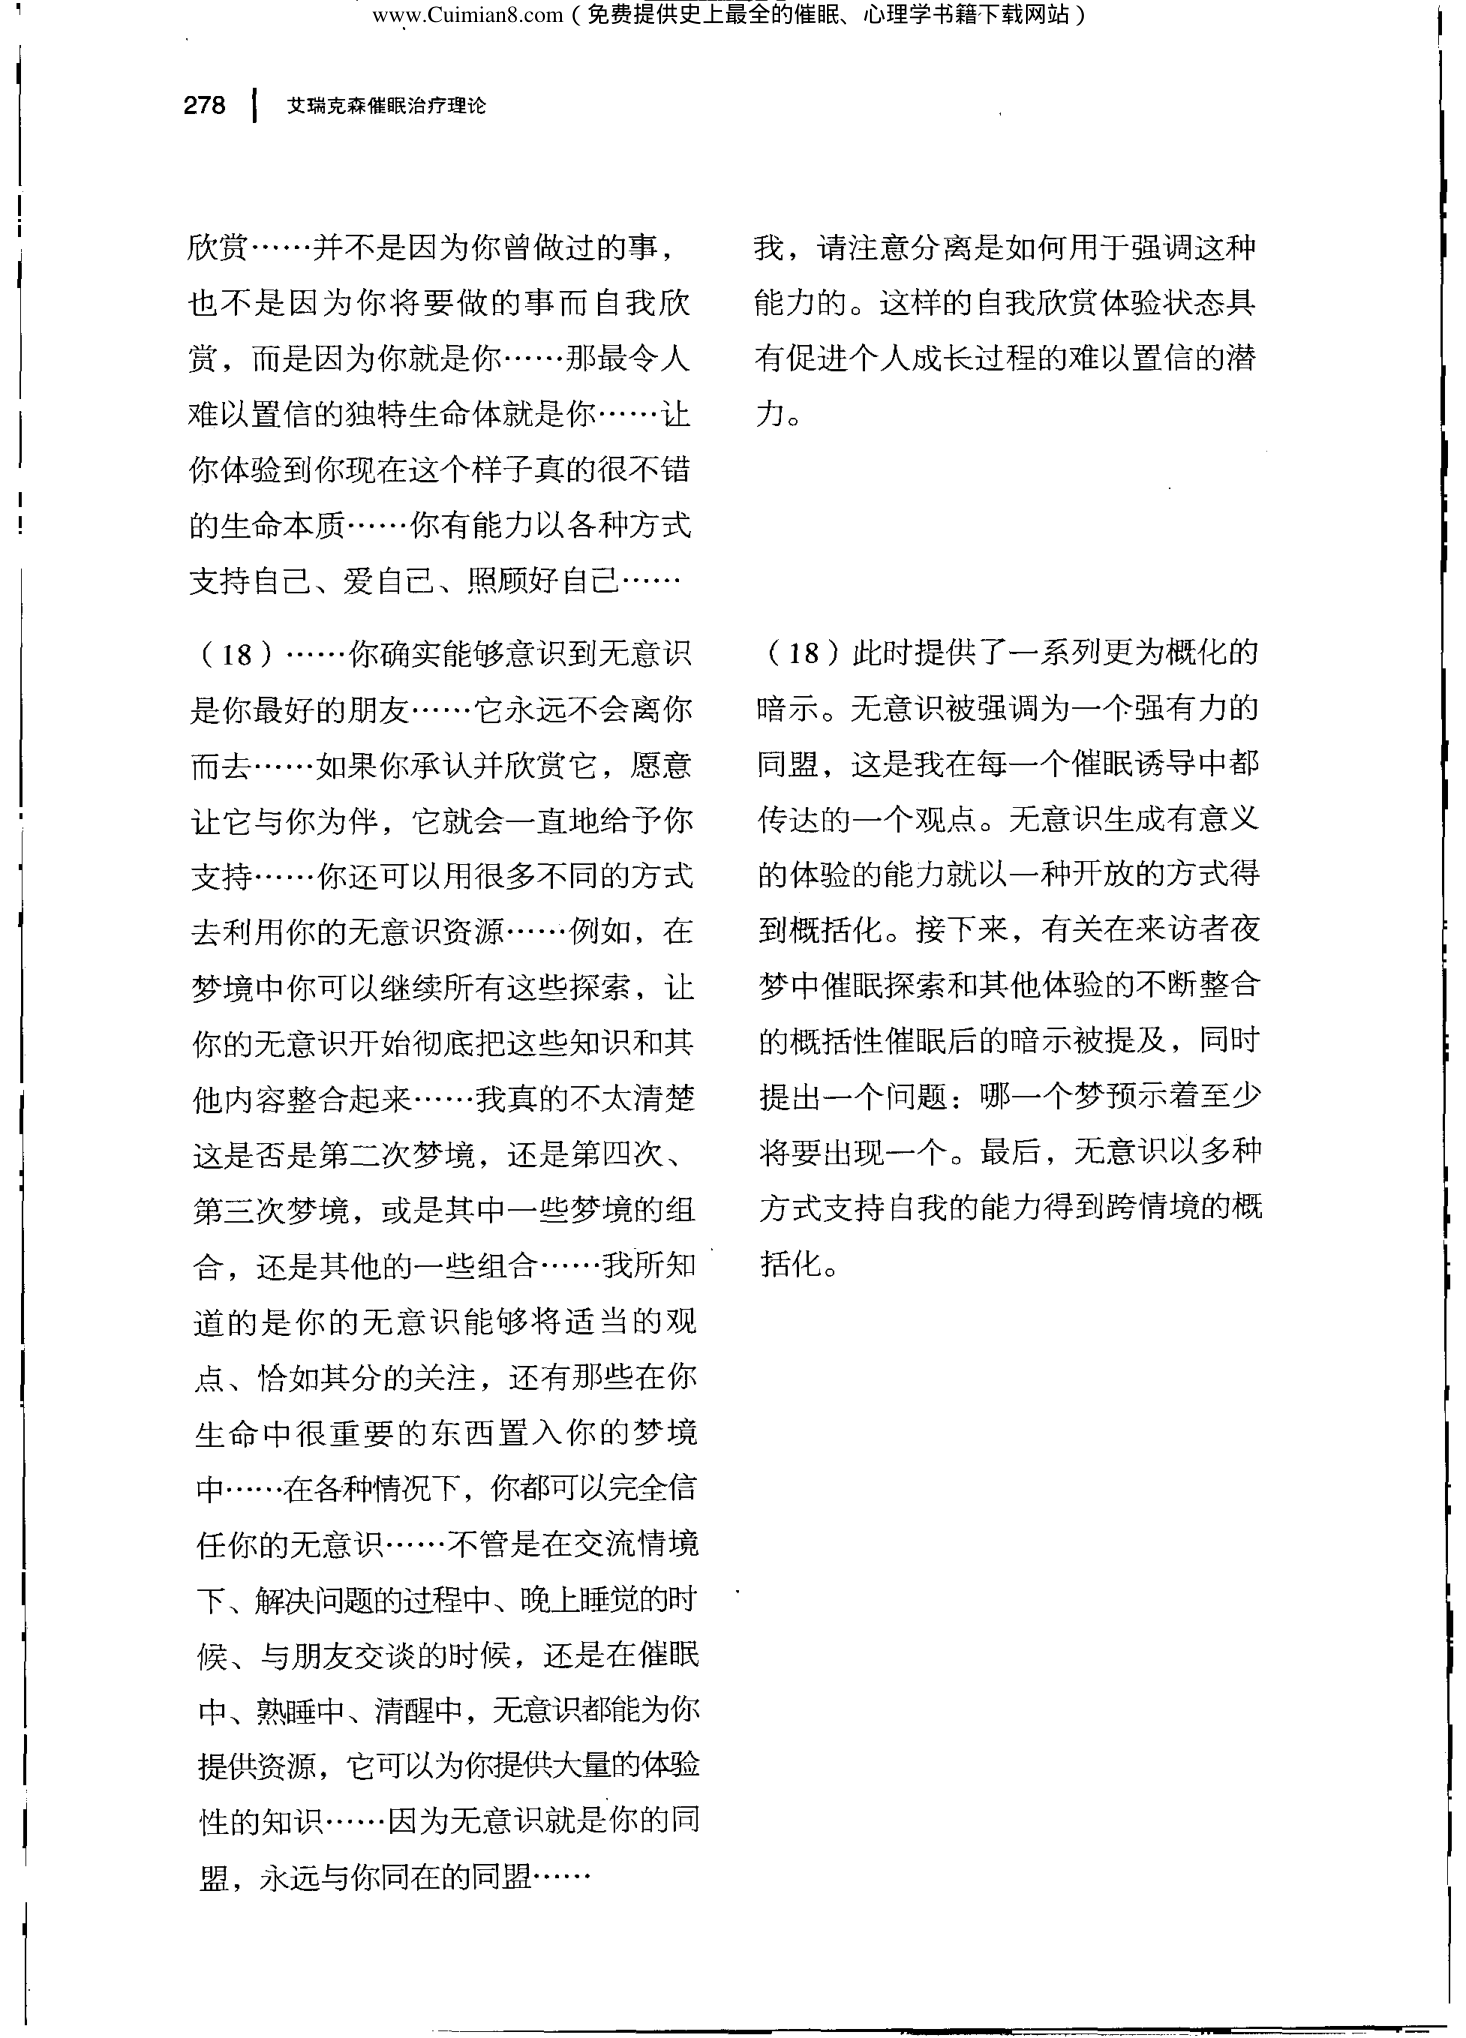 www.Cuimian8.com（免费提供史上最全的催眠、心理学书籍下载网站）
278 艾瑞克森催眠治疗理论
欣赏……并不是因为你曾做过的事，
也不是因为你将要做的事而自我欣
赏，而是因为你就是你……那最令人
难以置信的独特生命体就是你……让
你体验到你现在这个样子真的很不错
的生命本质……你有能力以各种方式
支持自己、爱自己、照顾好自己……
（18）……你确实能够意识到无意识
是你最好的朋友……它永远不会离你
而去……如果你承认并欣赏它，愿意
让它与你为伴，它就会一直地给予你
支持……你还可以用很多不同的方式
去利用你的无意识资源……例如，在
梦境中你可以继续所有这些探索，让
你的无意识开始彻底把这些知识和其
他内容整合起来……我真的不太清楚
这是否是第二次梦境，还是第四次、
第三次梦境，或是其中一些梦境的组
合，还是其他的一些组合……我所知
道的是你的无意识能够将适当的观
点、恰如其分的关注，还有那些在你
生命中很重要的东西置入你的梦境
中……在各种情况下，你都可以完全信
任你的无意识……不管是在交流情境
下、解决问题的过程中、晚上睡觉的时
候、与朋友交谈的时候，还是在催眠
中、熟睡中、清醒中，无意识都能为你
提供资源，它可以为你提供大量的体验
性的知识……因为无意识就是你的同
盟，永远与你同在的同盟……
我，请注意分离是如何用于强调这种
能力的。这样的自我欣赏体验状态具
有促进个人成长过程的难以置信的潜
力。
（18）此时提供了一系列更为概化的
暗示。无意识被强调为一个强有力的
同盟，这是我在每一个催眠诱导中都
传达的一个观点。无意识生成有意义
的体验的能力就以一种开放的方式得
到概括化。接下来，有关在来访者夜
梦中催眠探索和其他体验的不断整合
的概括性催眠后的暗示被提及，同时
提出一个问题：哪一个梦预示着至少
将要出现一个。最后，无意识以多种
方式支持自我的能力得到跨情境的概
括化。